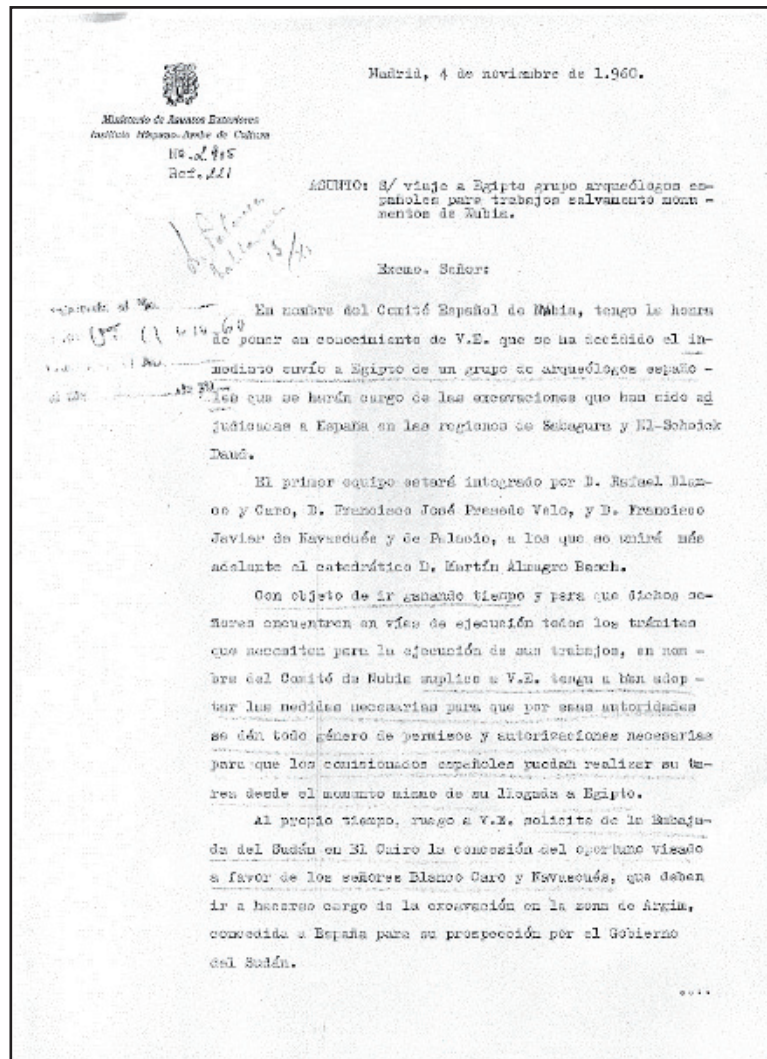 Madrid, 4 de noviembre de 1.960.
Ministerio de Asuntos Exteriores
Instituto Hispano-Arabe de Cultura
Nº. 2.905
Ref. 221
ASUNTO: S/ viaje a Egipto grupo arqueólogos es-
pañoles para trabajos salvamento monu -
mentos de Nubia.
Excmo. Señor:
En nombre del Comité Español de Nubia, tengo la honra
de poner en conocimiento de V.E. que se ha decidido el in-
mediato envío a Egipto de un grupo de arqueólogos españo -
les que se harán cargo de las excavaciones que han sido ad
judicadas a España en las regiones de Sabagura y El-Scheick
Daud.
El primer equipo estará integrado por D. Rafael Blan-
co y Caro, D. Francisco José Presedo Velo, y D. Francisco
Javier de Navascués y de Palacio, a los que se unirá más
adelante el catedrático D. Martín Almagro Basch.
Con objeto de ir ganando tiempo y para que dichos se-
ñores encuentren en vías de ejecución todos los trámites
que necesiten para la ejecución de sus trabajos, en nom -
bre del Comité de Nubia suplico a V.E. tenga a bien adop -
tar las medidas necesarias para que por esas autoridades
se dén todo género de permisos y autorizaciones necesarias
para que los comisionados españoles puedan realizar su ta-
rea desde el momento mismo de su llegada a Egipto.
Al propio tiempo, ruego a V.E. solicite de la Embaja-
da del Sudán en El Cairo la concesión del oportuno visado
a favor de los señores Blanco Caro y Navascués, que deben
ir a hacerse cargo de la excavación en la zona de Argin,
concedida a España para su prospección por el Gobierno
del Sudán.
....